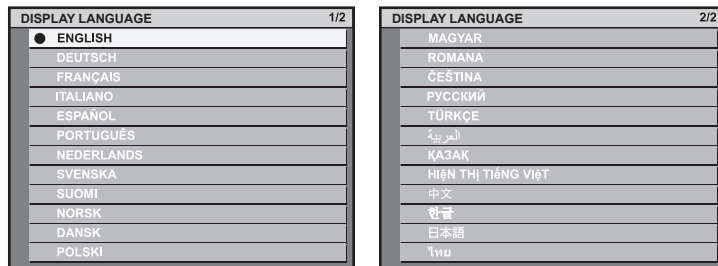 DISPLAY LANGUAGE 1/2
ENGLISH
DEUTSCH
FRANÇAIS
ITALIANO
ESPAÑOL
PORTUGUÊS
NEDERLANDS
SVENSKA
SUOMI
NORSK
DANSK
POLSKI
DISPLAY LANGUAGE 2/2
MAGYAR
ROMANA
ČEŠTINA
РУССКИЙ
TÜRKÇE
العربية
ҚАЗАҚ
HIệN THị TIếNG VIệT
中文
한글
日本語
ไทย